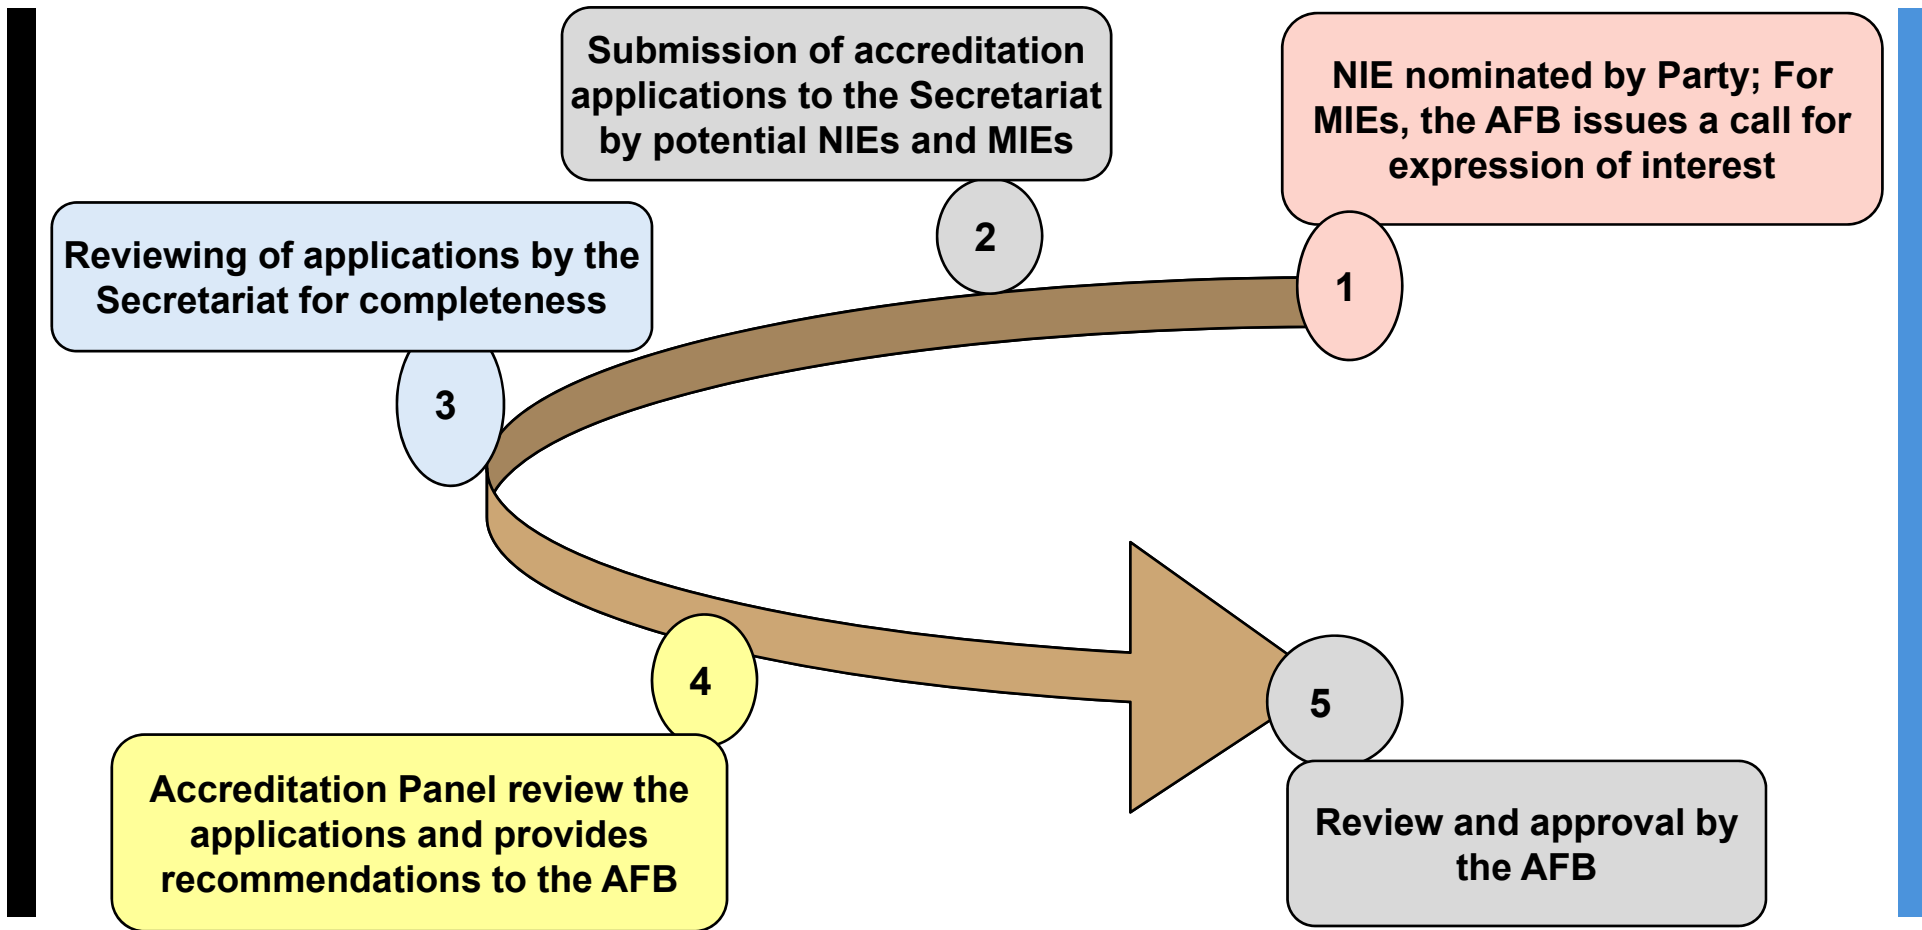 NIE nominated by Party; For
MIEs, the AFB issues a call for
expression of interest
1
Submission of accreditation
applications to the Secretariat
by potential NIEs and MIEs
2
Reviewing of applications by the
Secretariat for completeness
3
4
Accreditation Panel review the
applications and provides
recommendations to the AFB
5
Review and approval by
the AFB